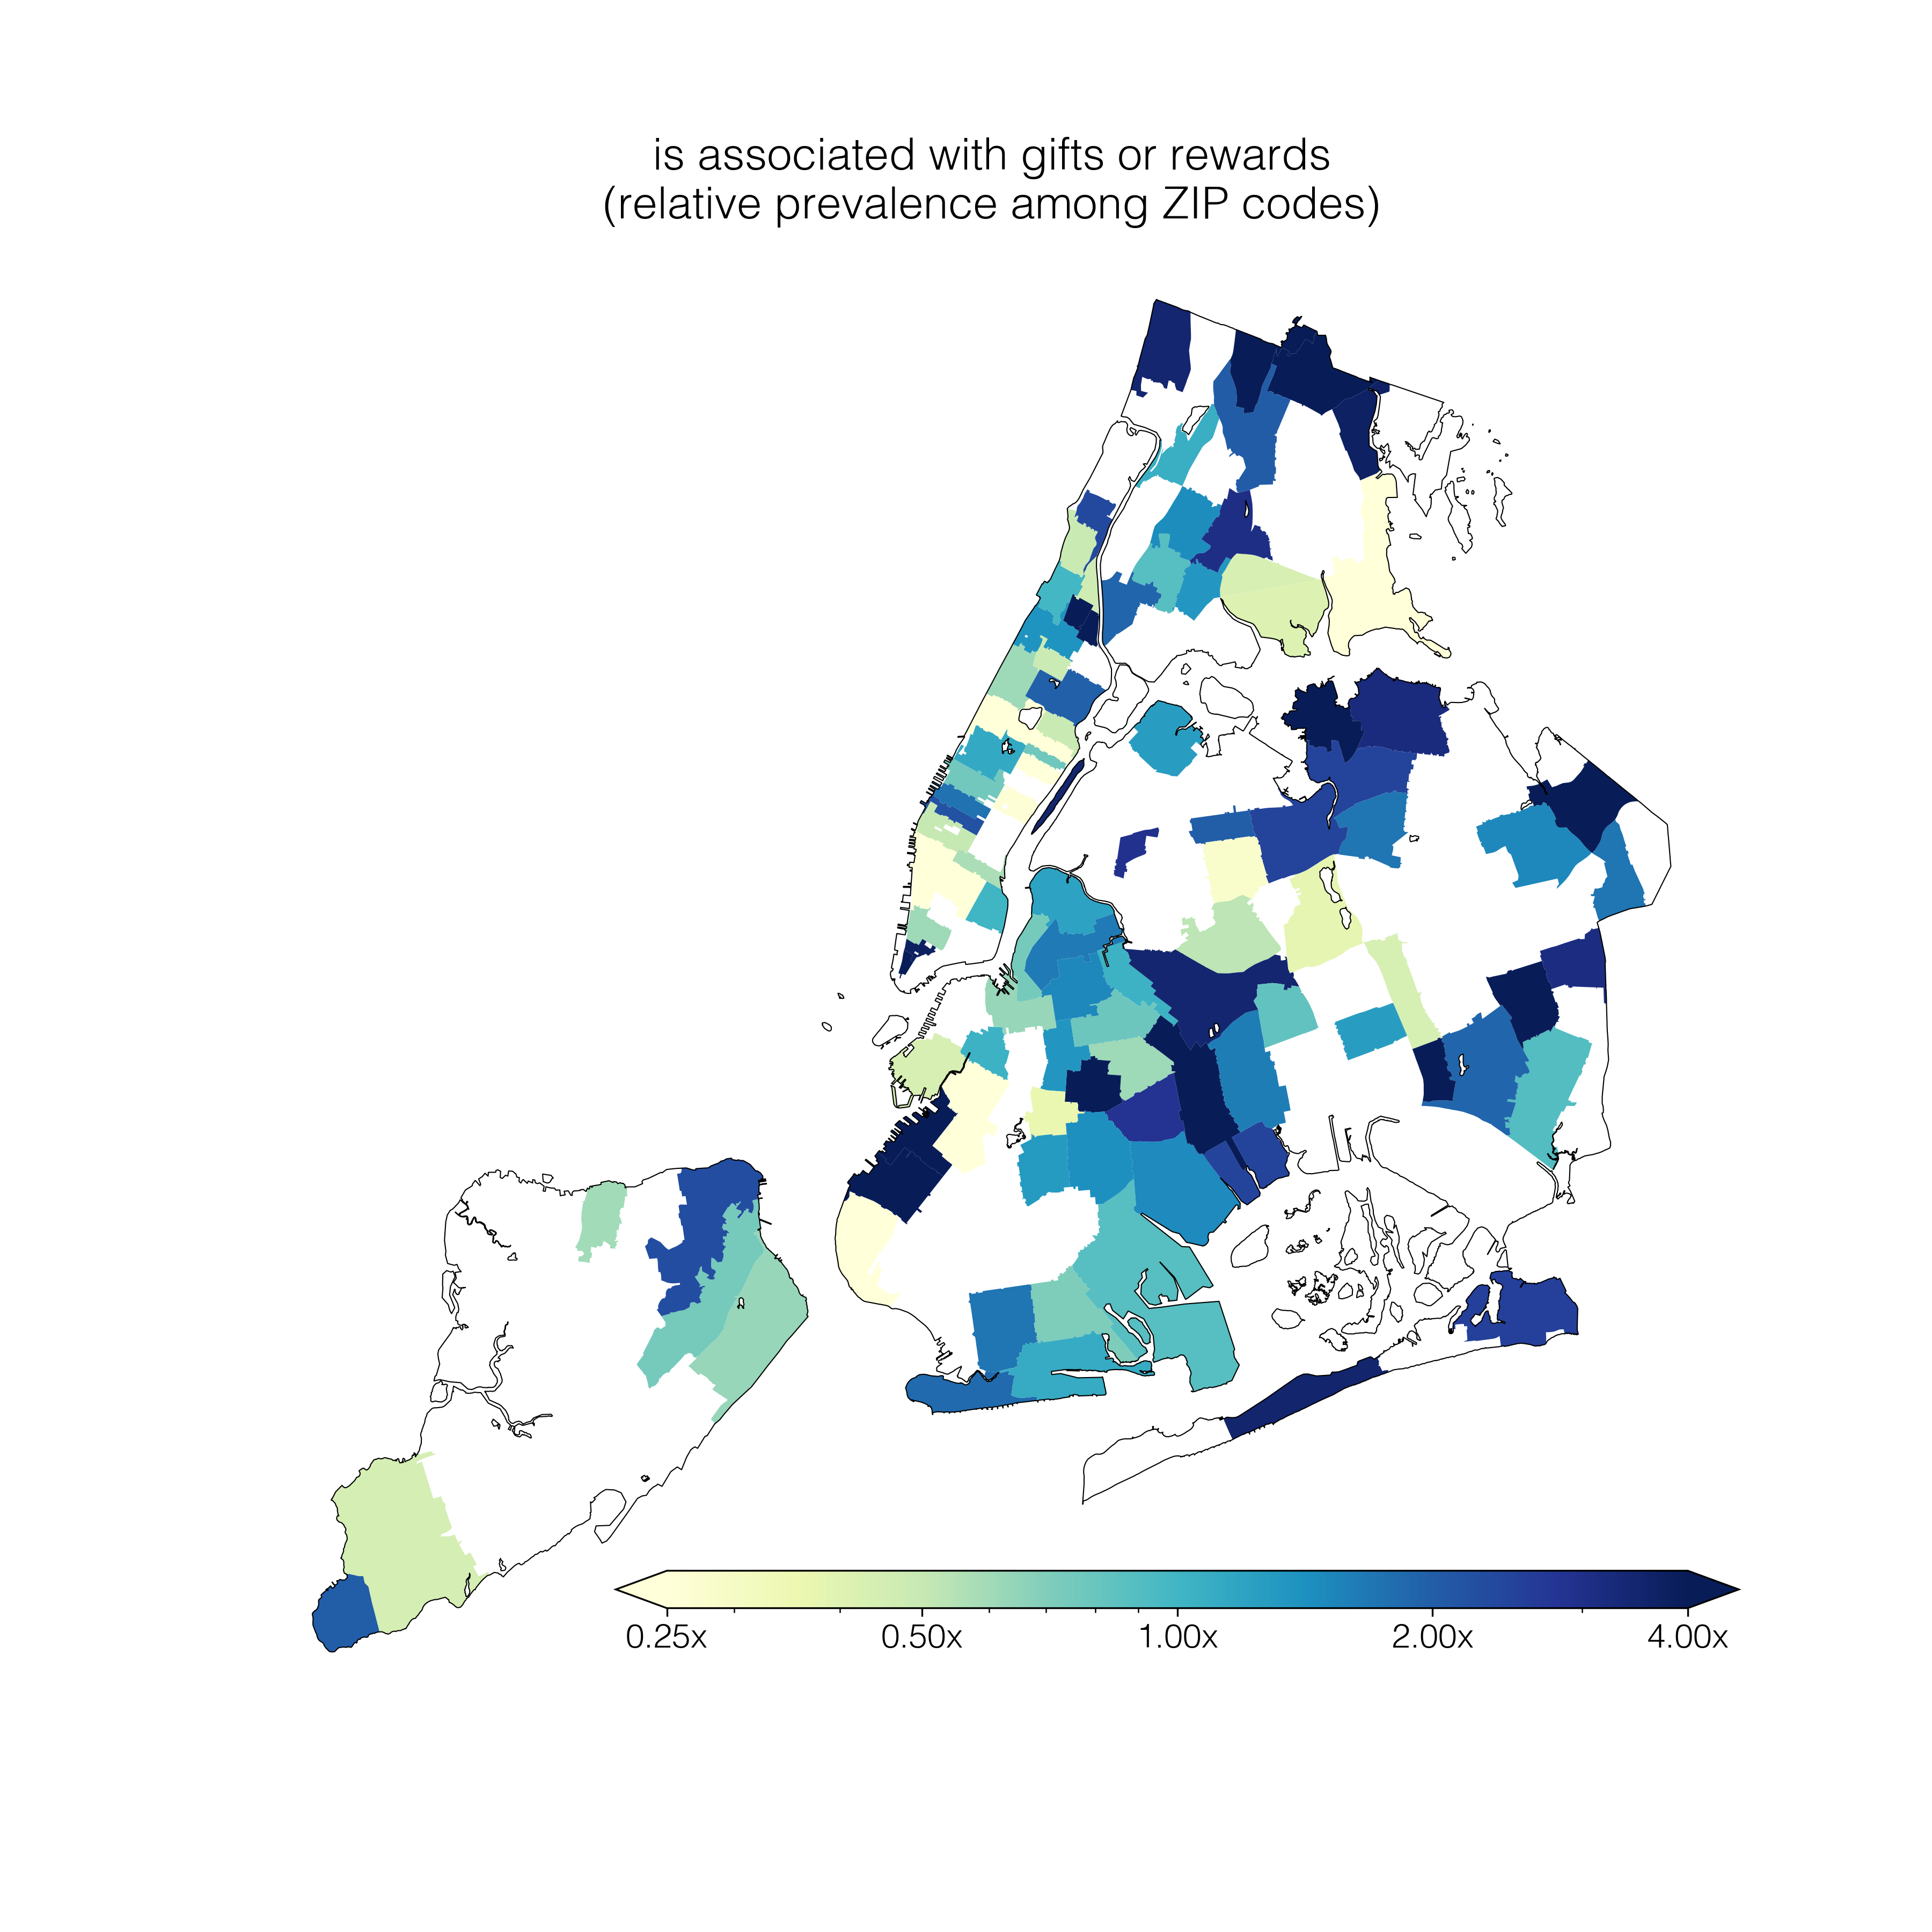 is associated with gifts or rewards
(relative prevalence among ZIP codes)
0.25x 0.50x 1.00x 2.00x 4.00x